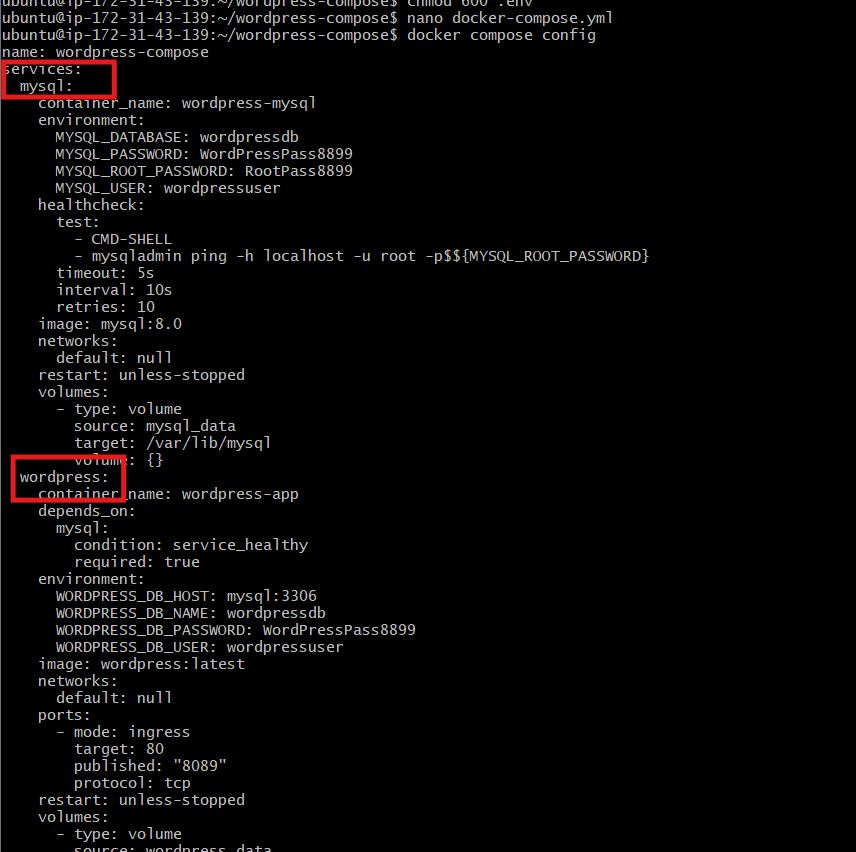 ubuntu@ip-172-31-43-139:~/wordpress-compose$ chmod 600 .env
ubuntu@ip-172-31-43-139:~/wordpress-compose$ nano docker-compose.yml
ubuntu@ip-172-31-43-139:~/wordpress-compose$ docker compose config
name: wordpress-compose
services:
  mysql:
    container_name: wordpress-mysql
    environment:
      MYSQL_DATABASE: wordpressdb
      MYSQL_PASSWORD: WordPressPass8899
      MYSQL_ROOT_PASSWORD: RootPass8899
      MYSQL_USER: wordpressuser
    healthcheck:
      test:
        - CMD-SHELL
        - mysqladmin ping -h localhost -u root -p$${MYSQL_ROOT_PASSWORD}
      timeout: 5s
      interval: 10s
      retries: 10
    image: mysql:8.0
    networks:
      default: null
    restart: unless-stopped
    volumes:
      - type: volume
        source: mysql_data
        target: /var/lib/mysql
        volume: {}
  wordpress:
    container_name: wordpress-app
    depends_on:
      mysql:
        condition: service_healthy
        required: true
    environment:
      WORDPRESS_DB_HOST: mysql:3306
      WORDPRESS_DB_NAME: wordpressdb
      WORDPRESS_DB_PASSWORD: WordPressPass8899
      WORDPRESS_DB_USER: wordpressuser
    image: wordpress:latest
    networks:
      default: null
    ports:
      - mode: ingress
        target: 80
        published: "8089"
        protocol: tcp
    restart: unless-stopped
    volumes:
      - type: volume
        source: wordpress_data